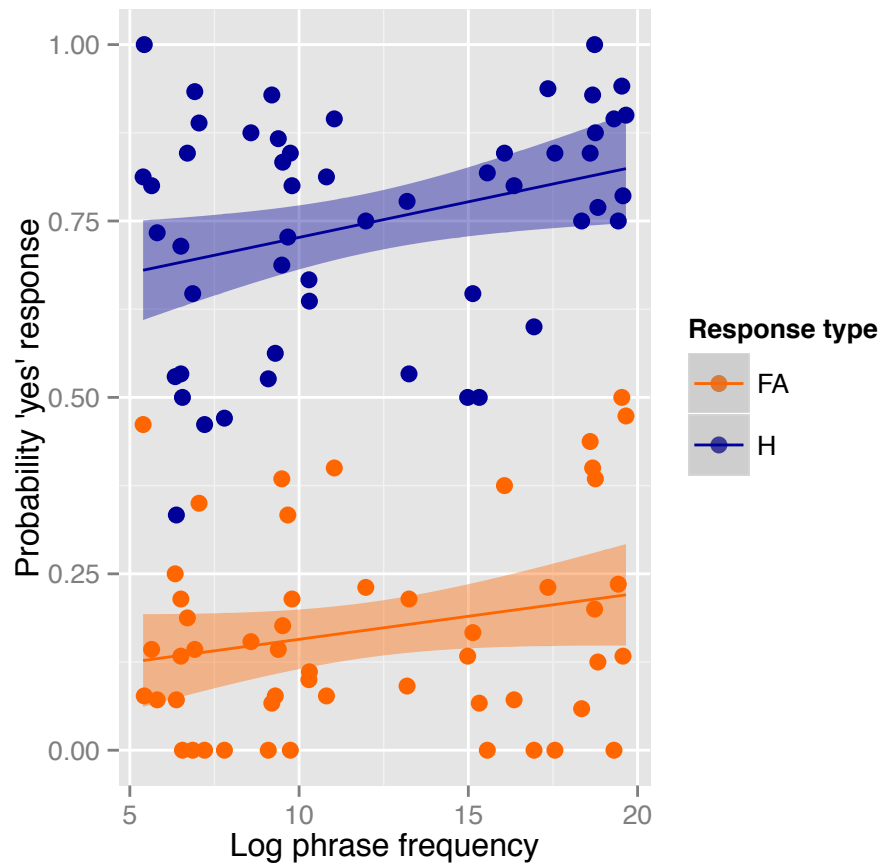 1.00
0.75
0.50
0.25
0.00
Probability 'yes' response
5
10
15
20
Log phrase frequency
Response type
FA
H